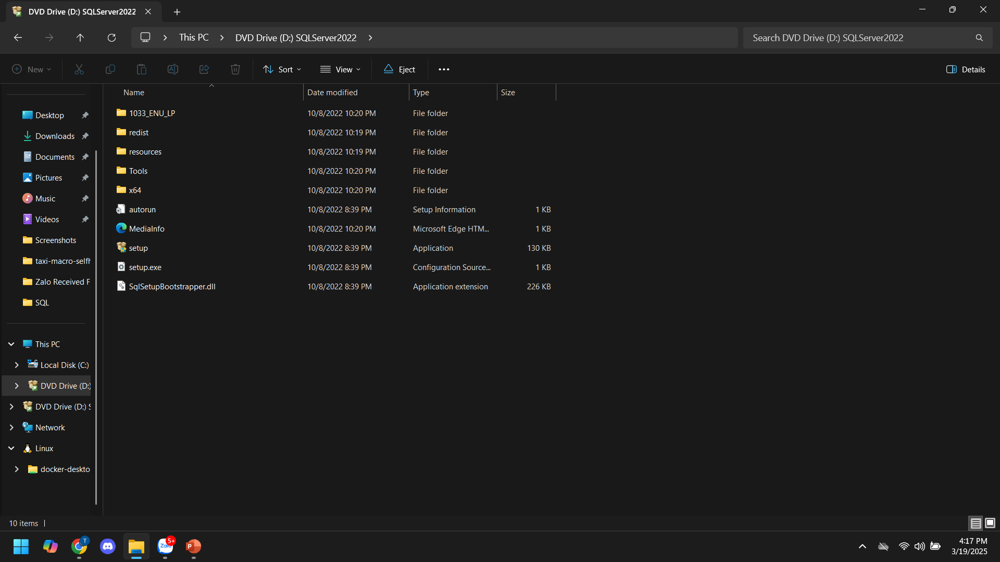 DVD Drive (D:) SQLServer2022
This PC > DVD Drive (D:) SQLServer2022 >
Search DVD Drive (D:) SQLServer2022
New
Sort
View
Eject
Details
Name Date modified Type Size
1033_ENU_LP 10/8/2022 10:20 PM File folder
redist 10/8/2022 10:19 PM File folder
resources 10/8/2022 10:19 PM File folder
Tools 10/8/2022 10:20 PM File folder
x64 10/8/2022 10:20 PM File folder
autorun 10/8/2022 8:39 PM Setup Information 1 KB
MediaInfo 10/8/2022 10:20 PM Microsoft Edge HTM... 1 KB
setup 10/8/2022 8:39 PM Application 130 KB
setup.exe 10/8/2022 8:39 PM Configuration Source... 1 KB
SqlSetupBootstrapper.dll 10/8/2022 8:39 PM Application extension 226 KB
Desktop
Downloads
Documents
Pictures
Music
Videos
Screenshots
taxi-macro-selfh
Zalo Received F
SQL
This PC
Local Disk (C:)
DVD Drive (D:)
DVD Drive (D:) S
Network
Linux
docker-deskto
10 items
T
Zalo
5+
P
4:17 PM
3/19/2025